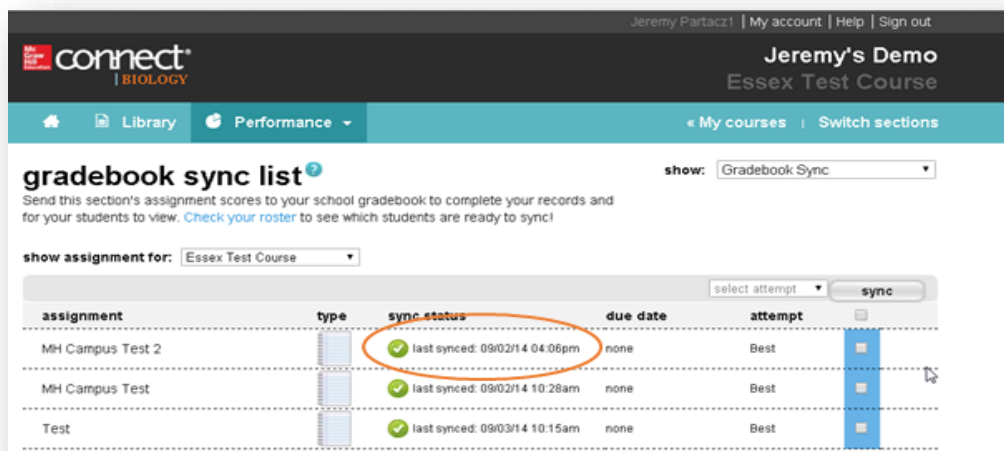 Jeremy Partacz1 | My account | Help | Sign out
Mc Graw Hill Education connect®
| BIOLOGY
Jeremy's Demo
Essex Test Course
Library Performance « My courses | Switch sections
gradebook sync list ?
show: Gradebook Sync
Send this section's assignment scores to your school gradebook to complete your records and
for your students to view. Check your roster to see which students are ready to sync!
show assignment for: Essex Test Course
select attempt sync
assignment type sync status due date attempt
MH Campus Test 2 last synced: 09/02/14 04:06pm none Best
MH Campus Test last synced: 09/02/14 10:28am none Best
Test last synced: 09/03/14 10:15am none Best